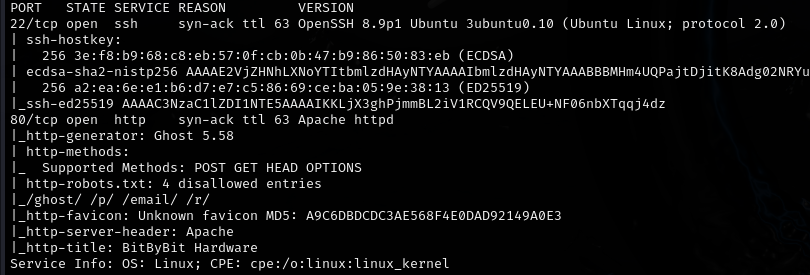 PORT   STATE SERVICE REASON         VERSION
22/tcp open  ssh     syn-ack ttl 63 OpenSSH 8.9p1 Ubuntu 3ubuntu0.10 (Ubuntu Linux; protocol 2.0)
| ssh-hostkey:
|   256 3e:f8:b9:68:c8:eb:57:0f:cb:0b:47:b9:86:50:83:eb (ECDSA)
| ecdsa-sha2-nistp256 AAAAE2VjZHNhLXNoYTItbmlzdHAyNTYAAAAIbmlzdHAyNTYAAABBBMHm4UQPajtDjitK8Adg02NRYu
|   256 a2:ea:6e:e1:b6:d7:e7:c5:86:69:ce:ba:05:9e:38:13 (ED25519)
|_ssh-ed25519 AAAAC3NzaC1lZDI1NTE5AAAAIKKLjX3ghPjmmBL2iV1RCQV9QELEU+NF06nbXTqqj4dz
80/tcp open  http    syn-ack ttl 63 Apache httpd
|_http-generator: Ghost 5.58
| http-methods:
|_  Supported Methods: POST GET HEAD OPTIONS
| http-robots.txt: 4 disallowed entries
|_/ghost/ /p/ /email/ /r/
|_http-favicon: Unknown favicon MD5: A9C6DBDCDC3AE568F4E0DAD92149A0E3
|_http-server-header: Apache
|_http-title: BitByBit Hardware
Service Info: OS: Linux; CPE: cpe:/o:linux:linux_kernel